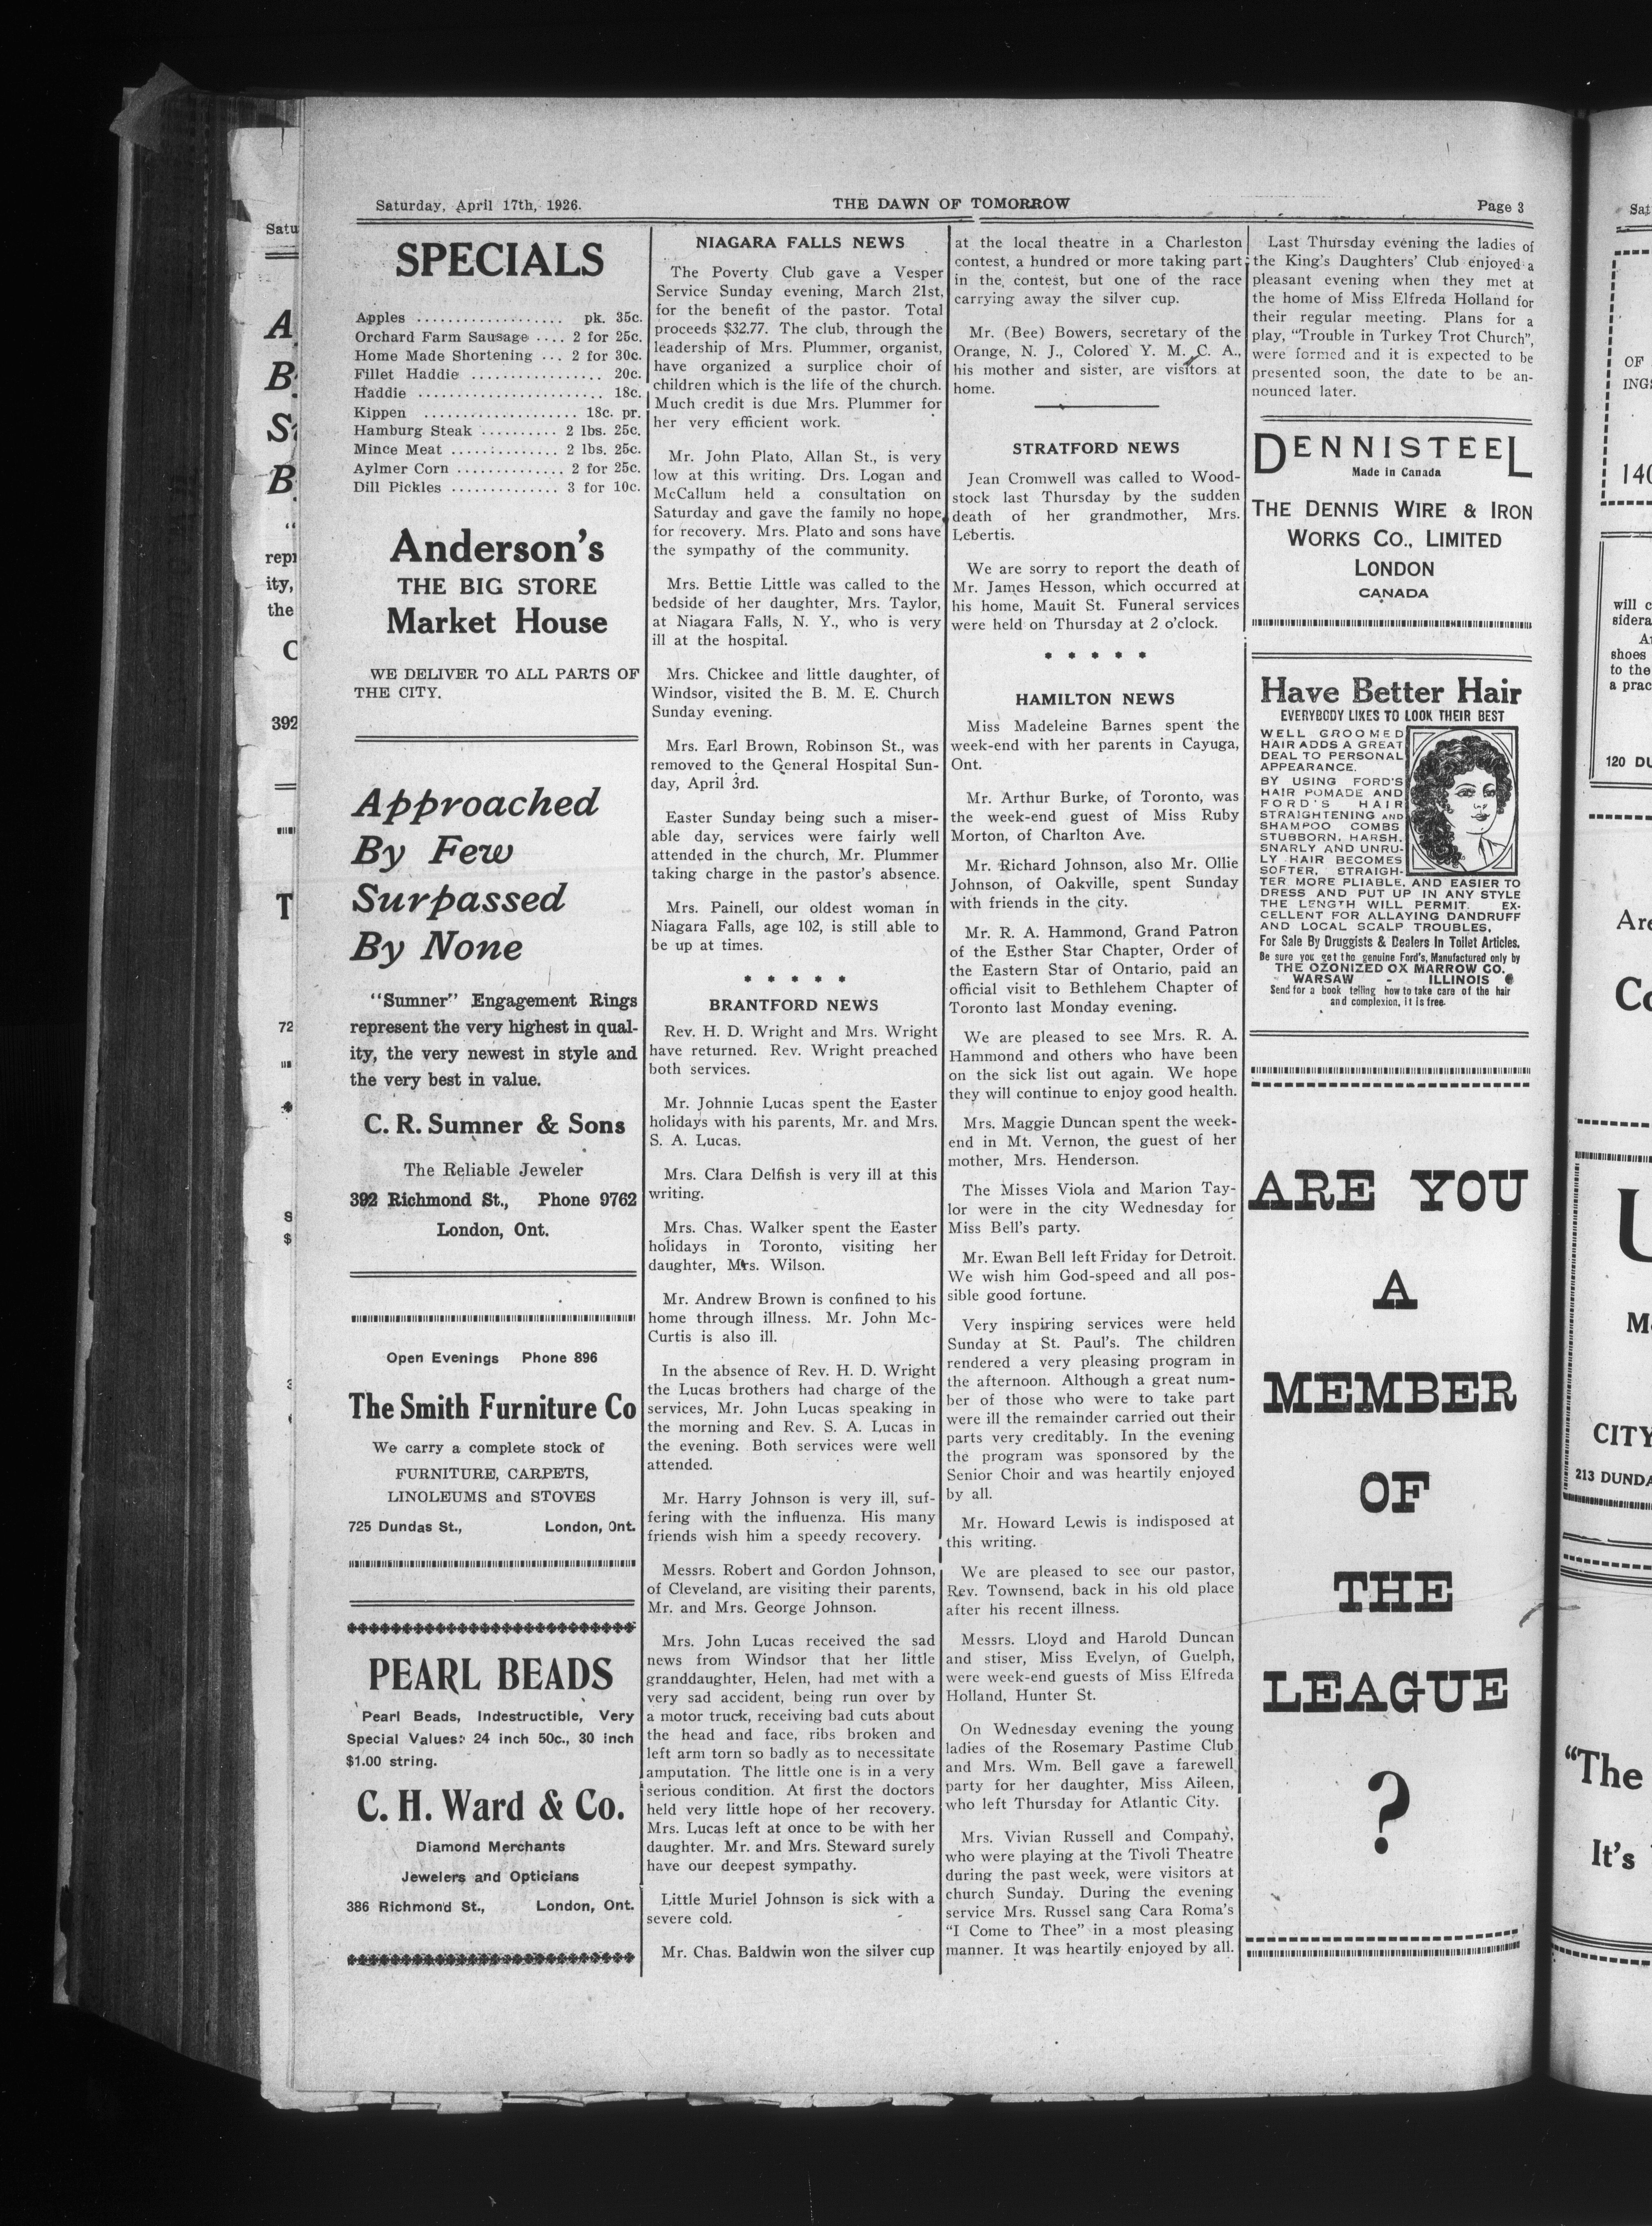 Saturday, April 17th, 1926.
THE DAWN OF TOMORROW
Page 3
SPECIALS
Apples .................. pk. 35c.
Orchard Farm Sausage .... 2 for 25c.
Home Made Shortening ... 2 for 30c.
Fillet Haddie ................ 20c.
Haddie ....................... 18c.
Kippen .................... 18c. pr.
Hamburg Steak .......... 2 lbs. 25c.
Mince Meat ............. 2 lbs. 25c.
Aylmer Corn ............. 2 for 25c.
Dill Pickles ............. 3 for 10c.
Anderson's
THE BIG STORE
Market House
WE DELIVER TO ALL PARTS OF
THE CITY.
Approached
By Few
Surpassed
By None
"Sumner" Engagement Rings
represent the very highest in qual-
ity, the very newest in style and
the very best in value.
C. R. Sumner & Sons
The Reliable Jeweler
392 Richmond St., Phone 9762
London, Ont.
Open Evenings Phone 896
The Smith Furniture Co
We carry a complete stock of
FURNITURE, CARPETS,
LINOLEUMS and STOVES
725 Dundas St., London, Ont.
PEARL BEADS
Pearl Beads, Indestructible, Very
Special Values: 24 inch 50c., 30 inch
$1.00 string.
C. H. Ward & Co.
Diamond Merchants
Jewelers and Opticians
386 Richmond St., London, Ont.
NIAGARA FALLS NEWS
The Poverty Club gave a Vesper
Service Sunday evening, March 21st,
for the benefit of the pastor. Total
proceeds $32.77. The club, through the
leadership of Mrs. Plummer, organist,
have organized a surplice choir of
children which is the life of the church.
Much credit is due Mrs. Plummer for
her very efficient work.
Mr. John Plato, Allan St., is very
low at this writing. Drs. Logan and
McCallum held a consultation on
Saturday and gave the family no hope
for recovery. Mrs. Plato and sons have
the sympathy of the community.
Mrs. Bettie Little was called to the
bedside of her daughter, Mrs. Taylor,
at Niagara Falls, N. Y., who is very
ill at the hospital.
Mrs. Chickee and little daughter, of
Windsor, visited the B. M. E. Church
Sunday evening.
Mrs. Earl Brown, Robinson St., was
removed to the General Hospital Sun-
day, April 3rd.
Easter Sunday being such a miser-
able day, services were fairly well
attended in the church, Mr. Plummer
taking charge in the pastor's absence.
Mrs. Painell, our oldest woman in
Niagara Falls, age 102, is still able to
be up at times.
* * * * *
BRANTFORD NEWS
Rev. H. D. Wright and Mrs. Wright
have returned. Rev. Wright preached
both services.
Mr. Johnnie Lucas spent the Easter
holidays with his parents, Mr. and Mrs.
S. A. Lucas.
Mrs. Clara Delfish is very ill at this
writing.
Mrs. Chas. Walker spent the Easter
holidays in Toronto, visiting her
daughter, Mrs. Wilson.
Mr. Andrew Brown is confined to his
home through illness. Mr. John Mc-
Curtis is also ill.
In the absence of Rev. H. D. Wright
the Lucas brothers had charge of the
services, Mr. John Lucas speaking in
the morning and Rev. S. A. Lucas in
the evening. Both services were well
attended.
Mr. Harry Johnson is very ill, suf-
fering with the influenza. His many
friends wish him a speedy recovery.
Messrs. Robert and Gordon Johnson,
of Cleveland, are visiting their parents,
Mr. and Mrs. George Johnson.
Mrs. John Lucas received the sad
news from Windsor that her little
granddaughter, Helen, had met with a
very sad accident, being run over by
a motor truck, receiving bad cuts about
the head and face, ribs broken and
left arm torn so badly as to necessitate
amputation. The little one is in a very
serious condition. At first the doctors
held very little hope of her recovery.
Mrs. Lucas left at once to be with her
daughter. Mr. and Mrs. Steward surely
have our deepest sympathy.
Little Muriel Johnson is sick with a
severe cold.
Mr. Chas. Baldwin won the silver cup
at the local theatre in a Charleston
contest, a hundred or more taking part
in the contest, but one of the race
carrying away the silver cup.
Mr. (Bee) Bowers, secretary of the
Orange, N. J., Colored Y. M. C. A.,
his mother and sister, are visitors at
home.
STRATFORD NEWS
Jean Cromwell was called to Wood-
stock last Thursday by the sudden
death of her grandmother, Mrs.
Lebertis.
We are sorry to report the death of
Mr. James Hesson, which occurred at
his home, Mauit St. Funeral services
were held on Thursday at 2 o'clock.
* * * * *
HAMILTON NEWS
Miss Madeleine Barnes spent the
week-end with her parents in Cayuga,
Ont.
Mr. Arthur Burke, of Toronto, was
the week-end guest of Miss Ruby
Morton, of Charlton Ave.
Mr. Richard Johnson, also Mr. Ollie
Johnson, of Oakville, spent Sunday
with friends in the city.
Mr. R. A. Hammond, Grand Patron
of the Esther Star Chapter, Order of
the Eastern Star of Ontario, paid an
official visit to Bethlehem Chapter of
Toronto last Monday evening.
We are pleased to see Mrs. R. A.
Hammond and others who have been
on the sick list out again. We hope
they will continue to enjoy good health.
Mrs. Maggie Duncan spent the week-
end in Mt. Vernon, the guest of her
mother, Mrs. Henderson.
The Misses Viola and Marion Tay-
lor were in the city Wednesday for
Miss Bell's party.
Mr. Ewan Bell left Friday for Detroit.
We wish him God-speed and all pos-
sible good fortune.
Very inspiring services were held
Sunday at St. Paul's. The children
rendered a very pleasing program in
the afternoon. Although a great num-
ber of those who were to take part
were ill the remainder carried out their
parts very creditably. In the evening
the program was sponsored by the
Senior Choir and was heartily enjoyed
by all.
Mr. Howard Lewis is indisposed at
this writing.
We are pleased to see our pastor,
Rev. Townsend, back in his old place
after his recent illness.
Messrs. Lloyd and Harold Duncan
and stiser, Miss Evelyn, of Guelph,
were week-end guests of Miss Elfreda
Holland, Hunter St.
On Wednesday evening the young
ladies of the Rosemary Pastime Club
and Mrs. Wm. Bell gave a farewell
party for her daughter, Miss Aileen,
who left Thursday for Atlantic City.
Mrs. Vivian Russell and Company,
who were playing at the Tivoli Theatre
during the past week, were visitors at
church Sunday. During the evening
service Mrs. Russel sang Cara Roma's
"I Come to Thee" in a most pleasing
manner. It was heartily enjoyed by all.
Last Thursday evening the ladies of
the King's Daughters' Club enjoyed a
pleasant evening when they met at
the home of Miss Elfreda Holland for
their regular meeting. Plans for a
play, "Trouble in Turkey Trot Church",
were formed and it is expected to be
presented soon, the date to be an-
nounced later.
DENNISTEEL
Made in Canada
THE DENNIS WIRE & IRON
WORKS CO., LIMITED
LONDON
CANADA
Have Better Hair
EVERYBODY LIKES TO LOOK THEIR BEST
WELL GROOMED
HAIR ADDS A GREAT
DEAL TO PERSONAL
APPEARANCE.
BY USING FORD'S
HAIR POMADE AND
FORD'S HAIR
STRAIGHTENING AND
SHAMPOO COMBS
STUBBORN, HARSH,
SNARLY AND UNRU-
LY HAIR BECOMES
SOFTER, STRAIGH-
TER MORE PLIABLE, AND EASIER TO
DRESS AND PUT UP IN ANY STYLE
THE LENGTH WILL PERMIT. EX-
CELLENT FOR ALLAYING DANDRUFF
AND LOCAL SCALP TROUBLES.
For Sale By Druggists & Dealers In Toilet Articles.
Be sure you get the genuine Ford's, Manufactured only by
THE OZONIZED OX MARROW CO.
WARSAW - ILLINOIS
Send for a book telling how to take care of the hair
and complexion, it is free.
ARE YOU
A
MEMBER
OF
THE
LEAGUE
?